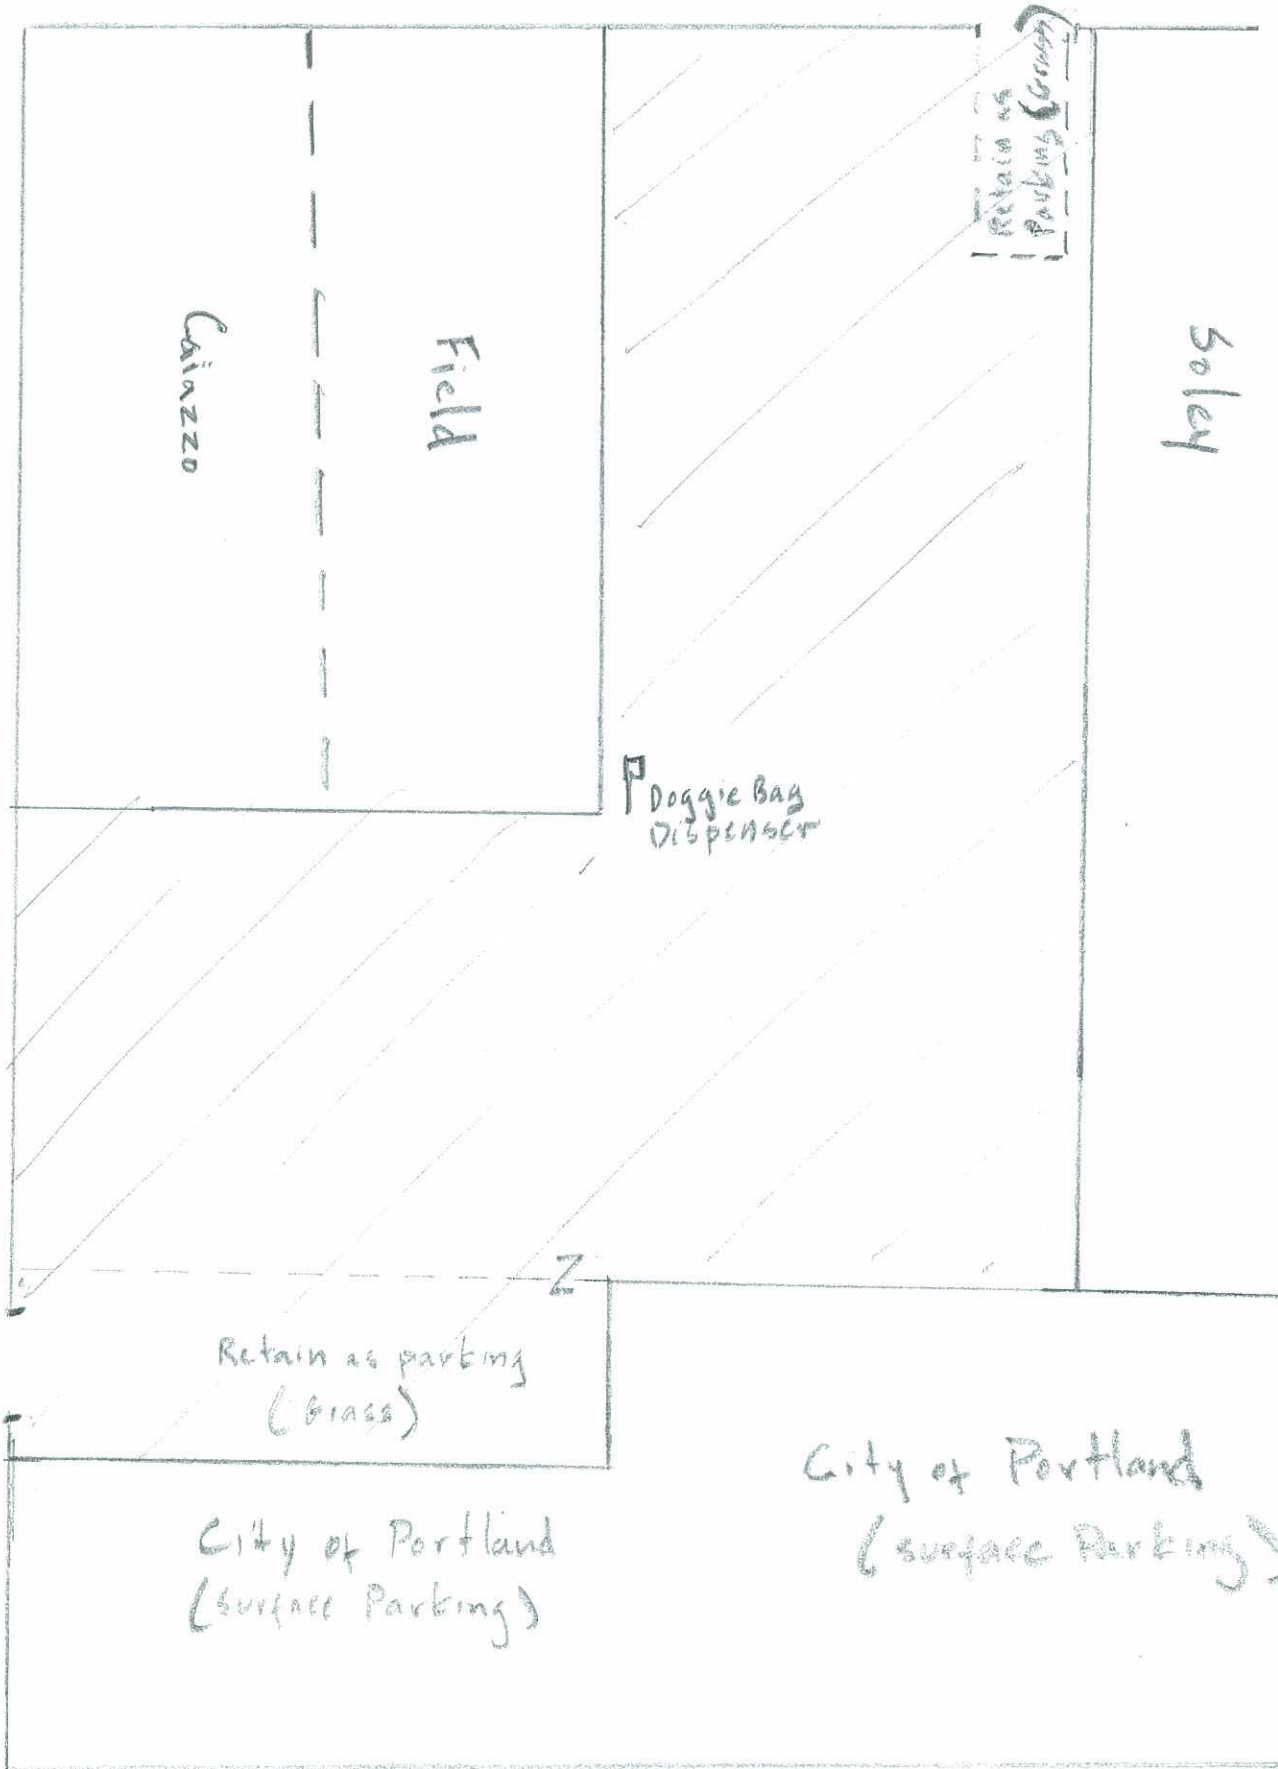 Retain as
Parking (Grass)
Caiazzo
Field
Soley
Doggie Bag
Dispenser
Z
Retain as parking
(Grass)
City of Portland
(surface Parking)
City of Portland
(surface Parking)